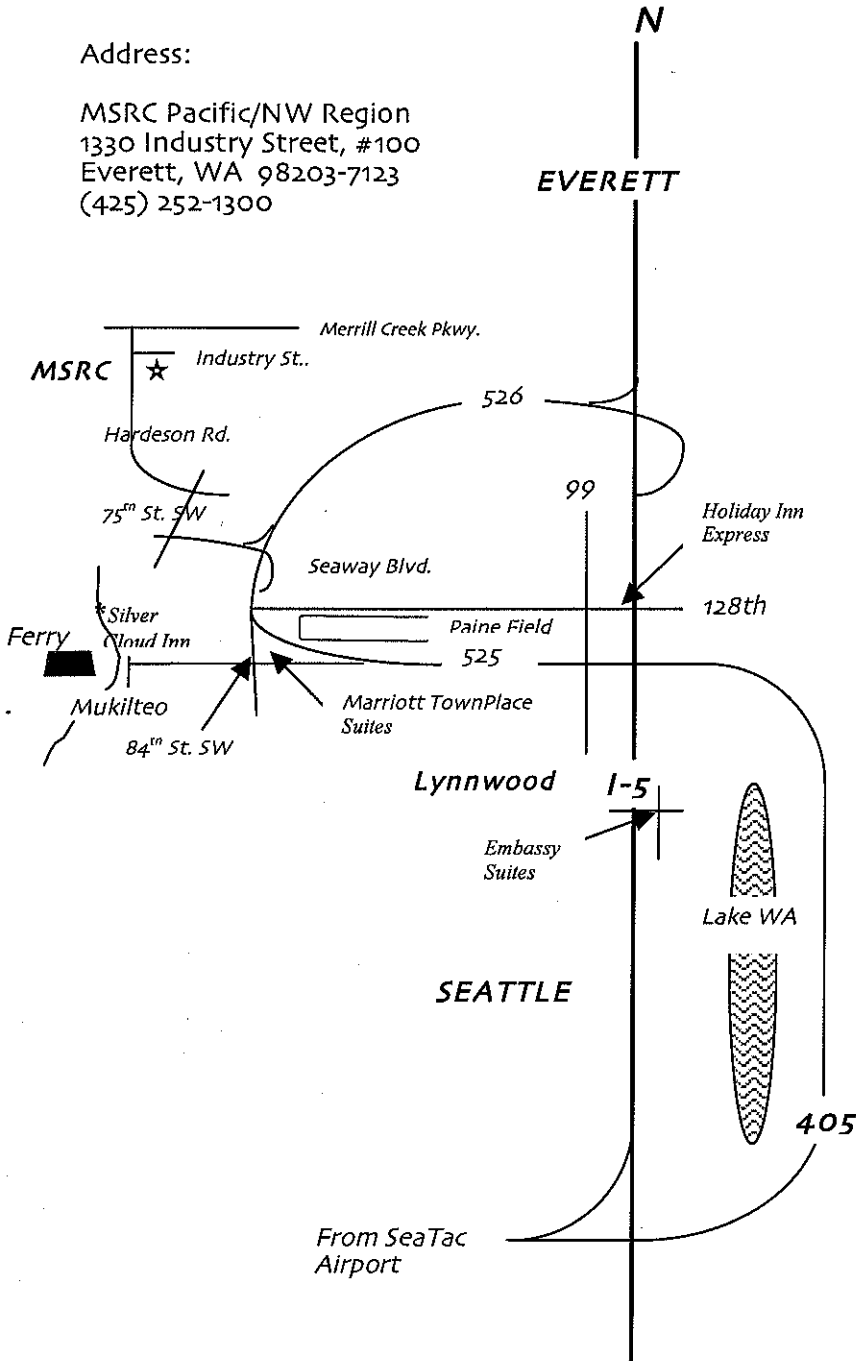 N
Address:
MSRC Pacific/NW Region
1330 Industry Street, #100
Everett, WA 98203-7123
(425) 252-1300
EVERETT
Merrill Creek Pkwy.
Industry St..
MSRC
526
Hardeson Rd.
99
75th St. SW
Holiday Inn
Express
Seaway Blvd.
128th
*Silver
Cloud Inn
Paine Field
Ferry
525
Mukilteo
Marriott TownPlace
Suites
84th St. SW
Lynnwood
I-5
Embassy
Suites
Lake WA
SEATTLE
405
From SeaTac
Airport